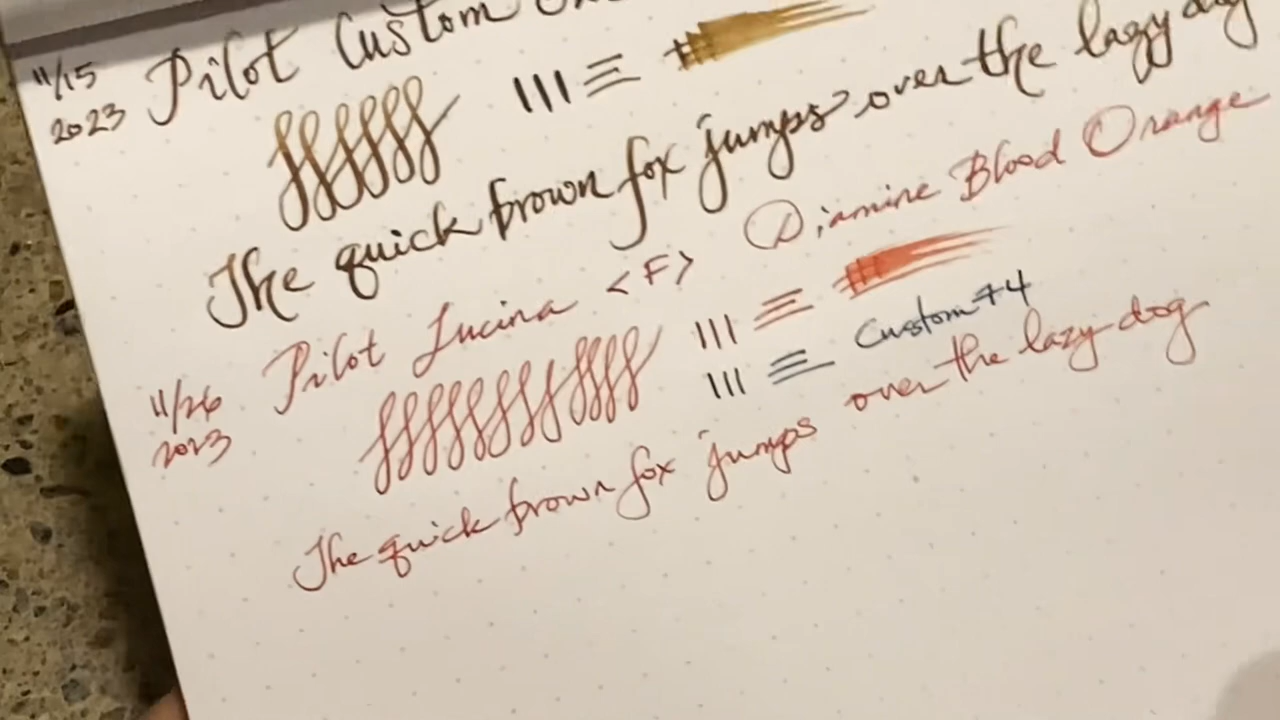 11/15
2023
Pilot Custom
The quick brown fox jumps over the lazy dog
11/26
2023
Pilot Lucina <F> Diamine Blood Orange
Custom 74
The quick brown fox jumps over the lazy dog